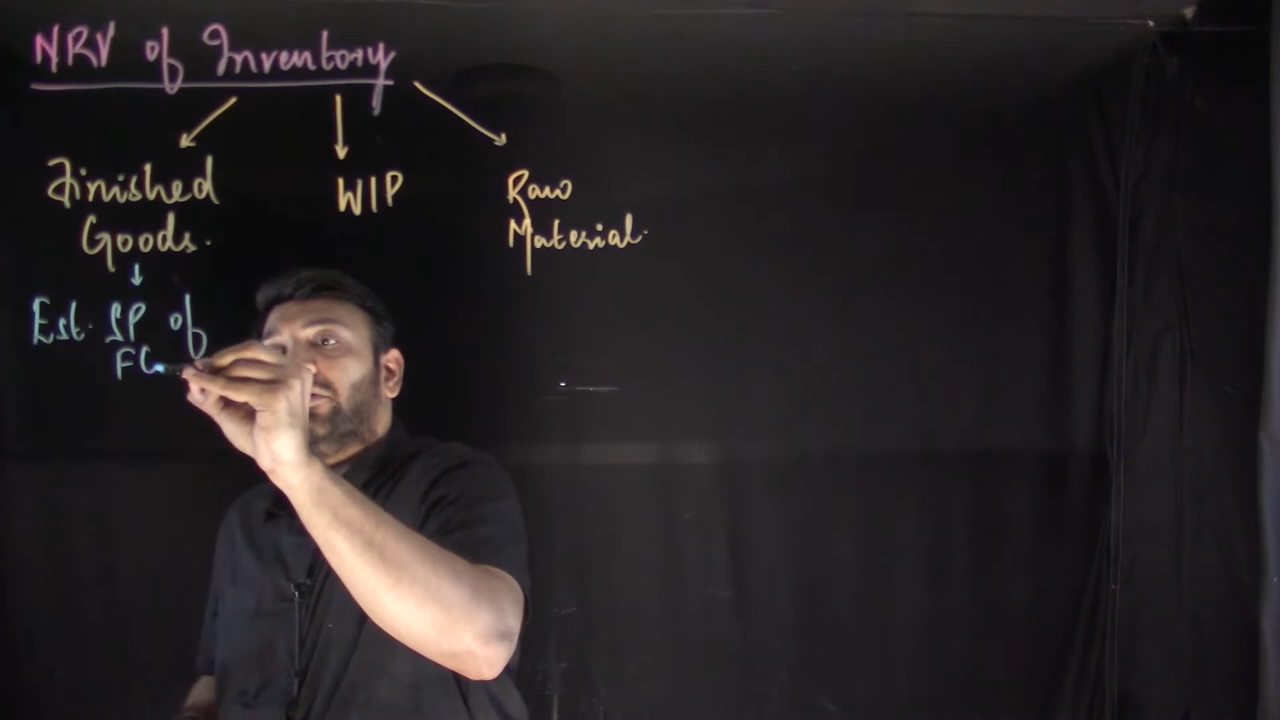 NRV of Inventory
Finished
Goods.
WIP
Raw
Material.
Est. SP of
FG